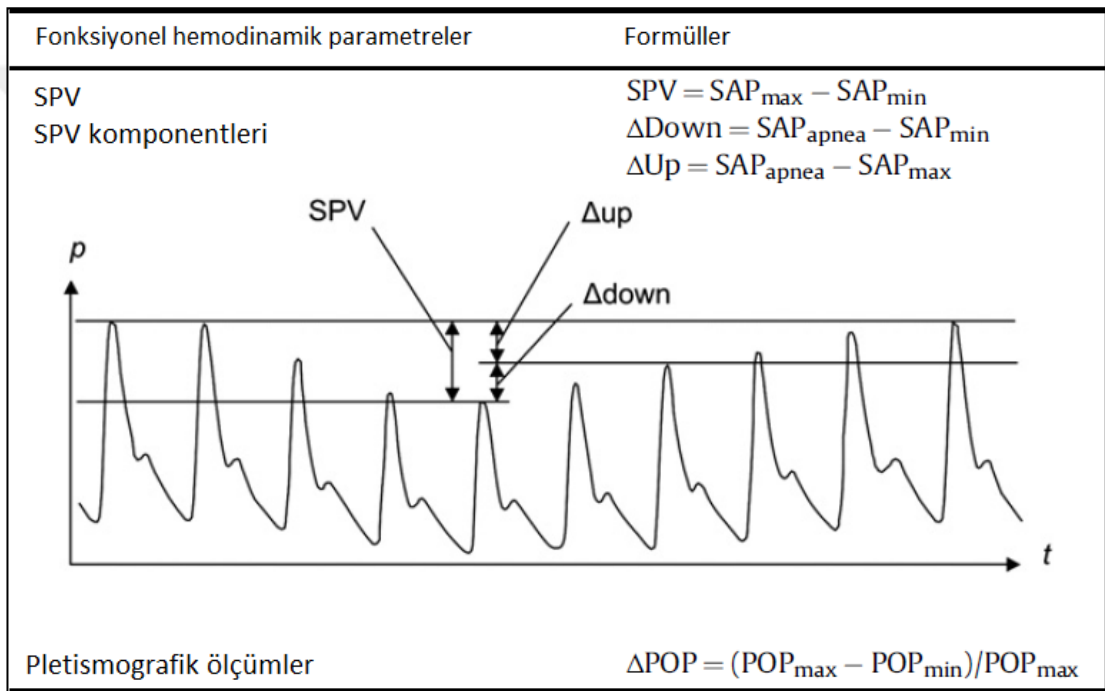 Fonksiyonel hemodinamik parametreler Formüller
SPV SPV = SAPmax − SAPmin
SPV komponentleri ΔDown = SAPapnea − SAPmin
ΔUp = SAPapnea − SAPmax
SPV Δup
p
Δdown
t
Pletismografik ölçümler ΔPOP = (POPmax − POPmin)/POPmax